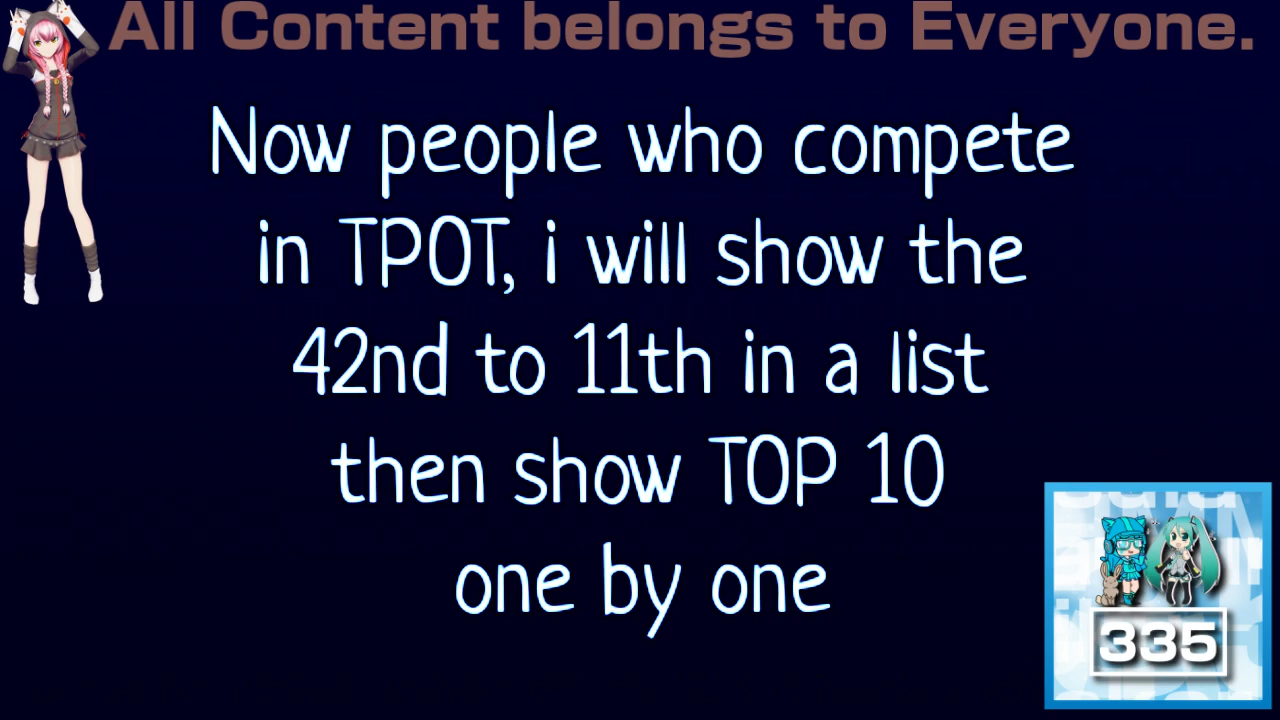 All Content belongs to Everyone.
Now people who compete
in TPOT, i will show the
42nd to 11th in a list
then show TOP 10
one by one
335